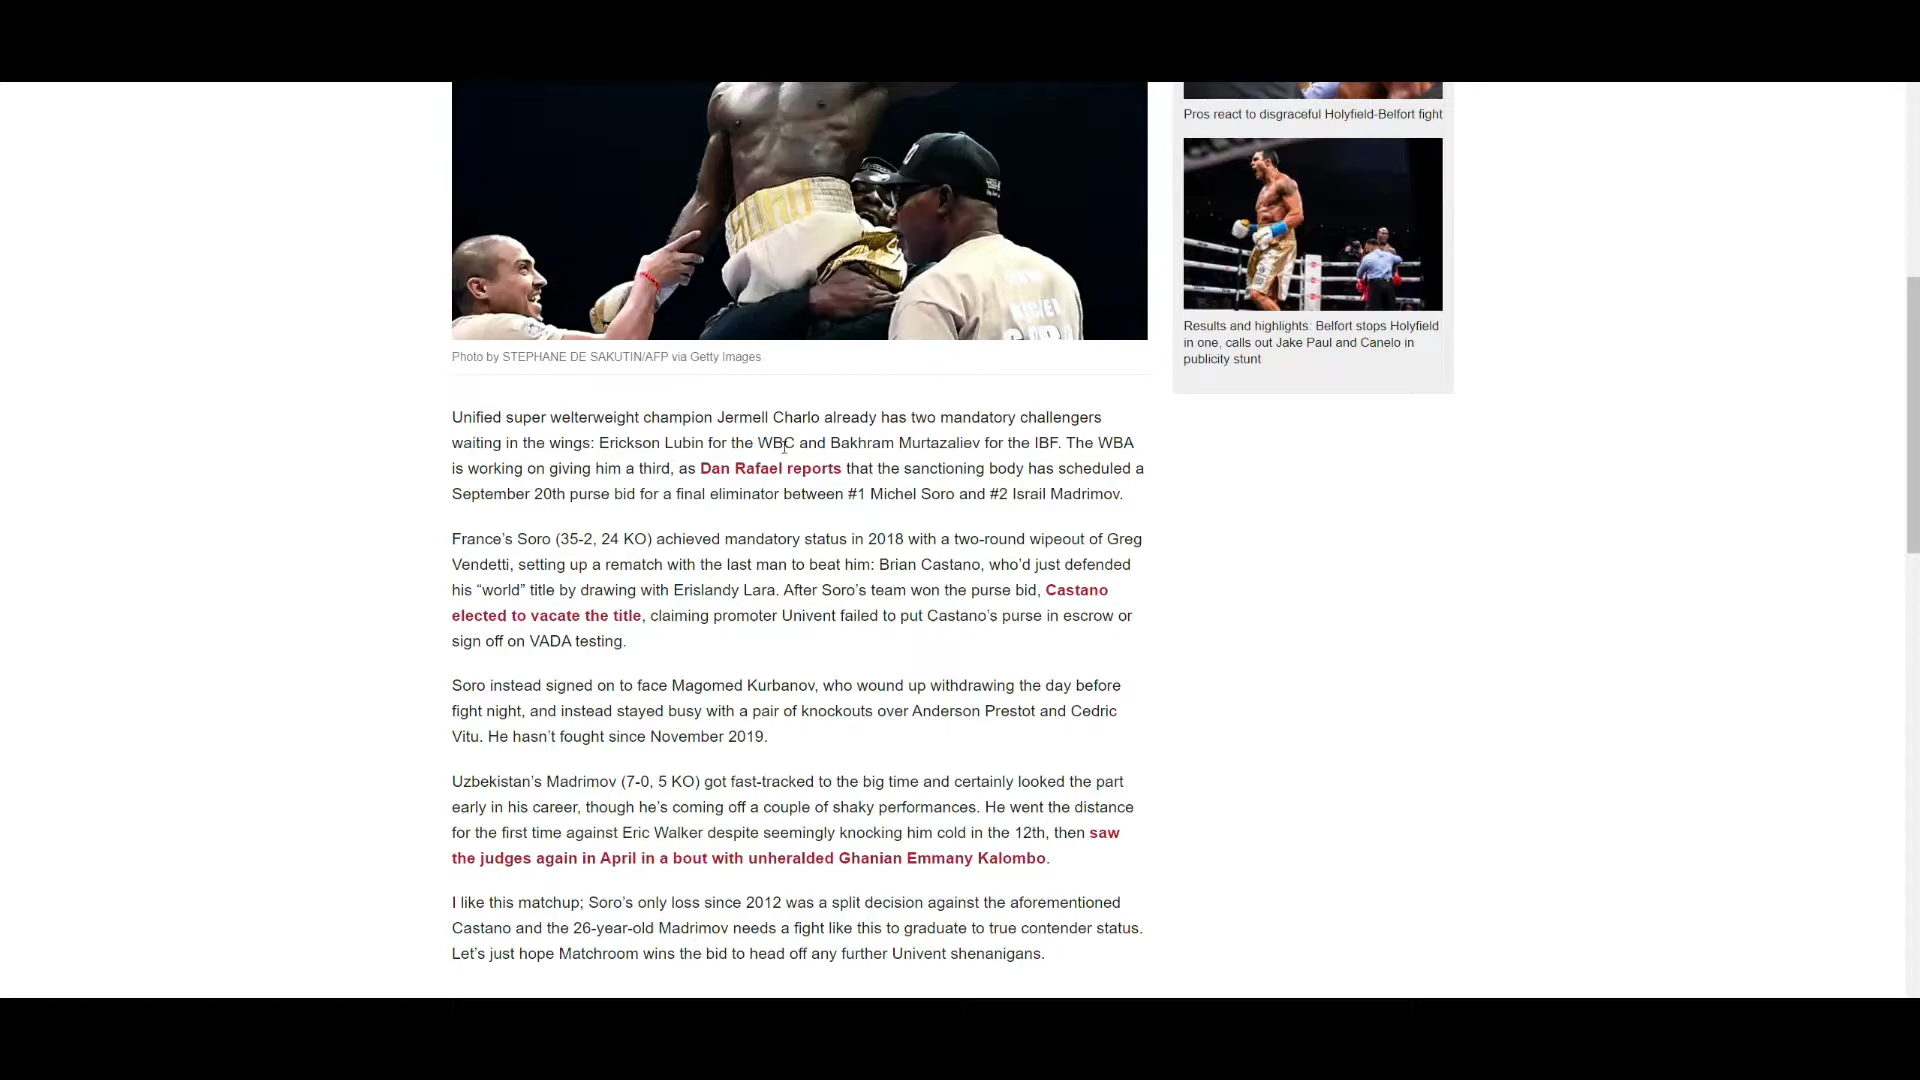 SORO
Photo by STEPHANE DE SAKUTIN/AFP via Getty Images
Unified super welterweight champion Jermell Charlo already has two mandatory challengers
waiting in the wings: Erickson Lubin for the WBC and Bakhram Murtazaliev for the IBF. The WBA
is working on giving him a third, as Dan Rafael reports that the sanctioning body has scheduled a
September 20th purse bid for a final eliminator between #1 Michel Soro and #2 Israil Madrimov.
France’s Soro (35-2, 24 KO) achieved mandatory status in 2018 with a two-round wipeout of Greg
Vendetti, setting up a rematch with the last man to beat him: Brian Castano, who’d just defended
his “world” title by drawing with Erislandy Lara. After Soro’s team won the purse bid, Castano
elected to vacate the title, claiming promoter Univent failed to put Castano’s purse in escrow or
sign off on VADA testing.
Soro instead signed on to face Magomed Kurbanov, who wound up withdrawing the day before
fight night, and instead stayed busy with a pair of knockouts over Anderson Prestot and Cedric
Vitu. He hasn’t fought since November 2019.
Uzbekistan’s Madrimov (7-0, 5 KO) got fast-tracked to the big time and certainly looked the part
early in his career, though he’s coming off a couple of shaky performances. He went the distance
for the first time against Eric Walker despite seemingly knocking him cold in the 12th, then saw
the judges again in April in a bout with unheralded Ghanian Emmany Kalombo.
I like this matchup; Soro’s only loss since 2012 was a split decision against the aforementioned
Castano and the 26-year-old Madrimov needs a fight like this to graduate to true contender status.
Let’s just hope Matchroom wins the bid to head off any further Univent shenanigans.
Pros react to disgraceful Holyfield-Belfort fight
Results and highlights: Belfort stops Holyfield
in one, calls out Jake Paul and Canelo in
publicity stunt